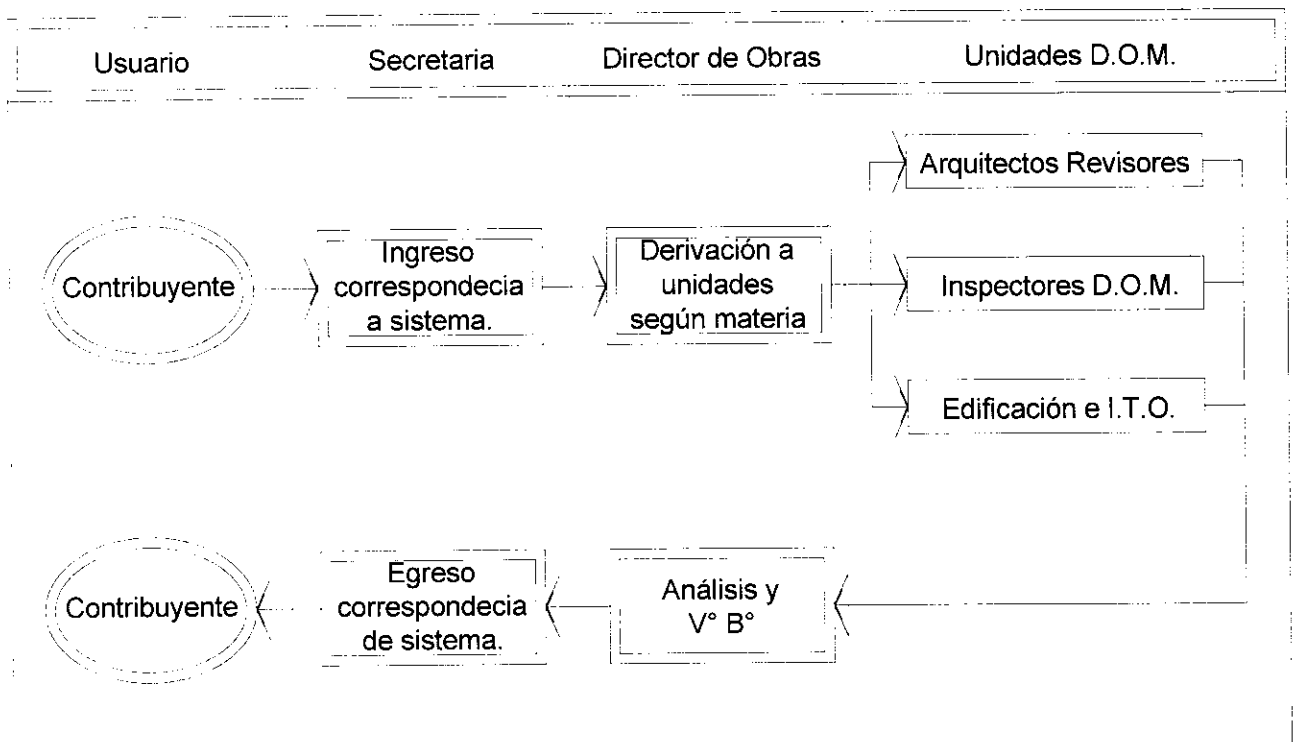 Usuario
Secretaria
Director de Obras
Unidades D.O.M.
Arquitectos Revisores
Contribuyente
Ingreso
correspondecia
a sistema.
Derivación a
unidades
según materia
Inspectores D.O.M.
Edificación e I.T.O.
Contribuyente
Egreso
correspondecia
de sistema.
Análisis y
V° B°